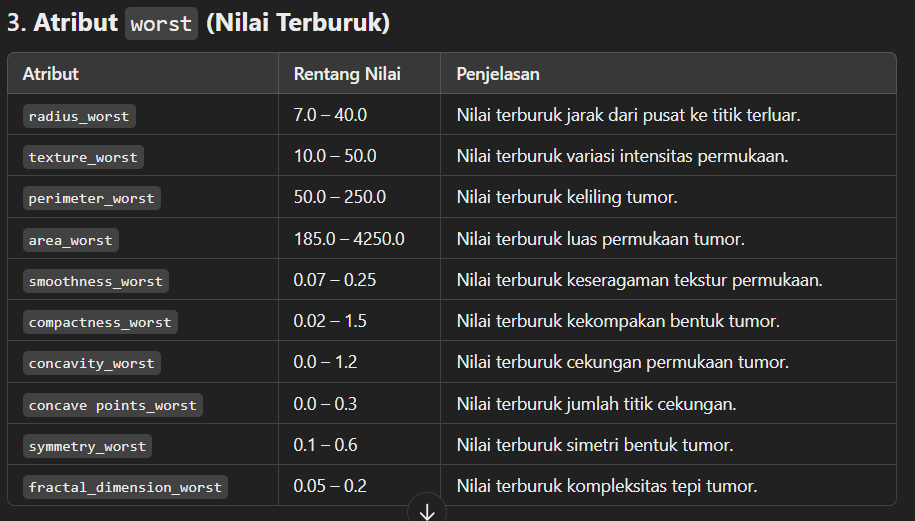 3. Atribut worst (Nilai Terburuk)
Atribut Rentang Nilai Penjelasan
radius_worst 7.0 – 40.0 Nilai terburuk jarak dari pusat ke titik terluar.
texture_worst 10.0 – 50.0 Nilai terburuk variasi intensitas permukaan.
perimeter_worst 50.0 – 250.0 Nilai terburuk keliling tumor.
area_worst 185.0 – 4250.0 Nilai terburuk luas permukaan tumor.
smoothness_worst 0.07 – 0.25 Nilai terburuk keseragaman tekstur permukaan.
compactness_worst 0.02 – 1.5 Nilai terburuk kekompakan bentuk tumor.
concavity_worst 0.0 – 1.2 Nilai terburuk cekungan permukaan tumor.
concave points_worst 0.0 – 0.3 Nilai terburuk jumlah titik cekungan.
symmetry_worst 0.1 – 0.6 Nilai terburuk simetri bentuk tumor.
fractal_dimension_worst 0.05 – 0.2 Nilai terburuk kompleksitas tepi tumor.